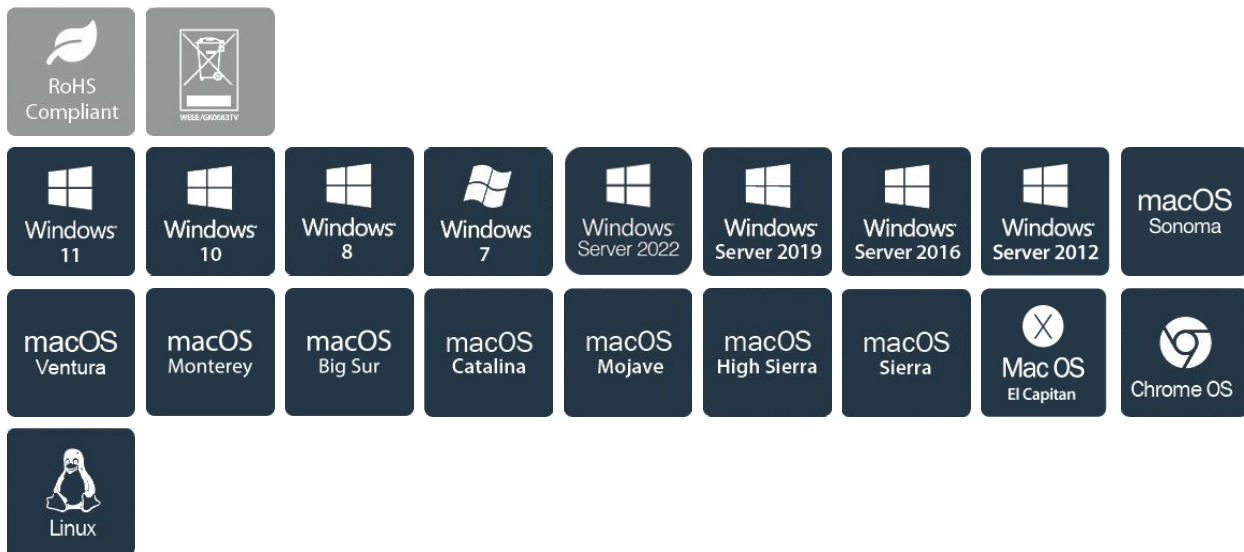 RoHS
Compliant
WEEE/GK0083TV
Windows
11
Windows
10
Windows
8
Windows
7
Windows
Server 2022
Windows
Server 2019
Windows
Server 2016
Windows
Server 2012
macOS
Sonoma
macOS
Ventura
macOS
Monterey
macOS
Big Sur
macOS
Catalina
macOS
Mojave
macOS
High Sierra
macOS
Sierra
X
Mac OS
El Capitan
Chrome OS
Linux